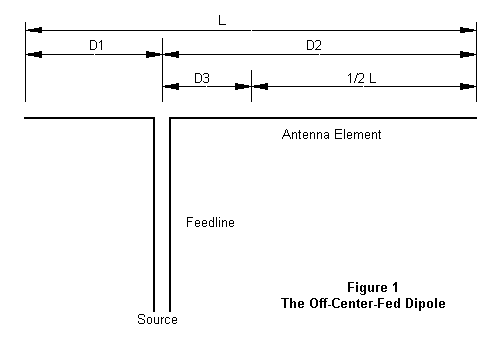 L
D1
D2
D3
1/2 L
Antenna Element
Feedline
Figure 1
The Off-Center-Fed Dipole
Source